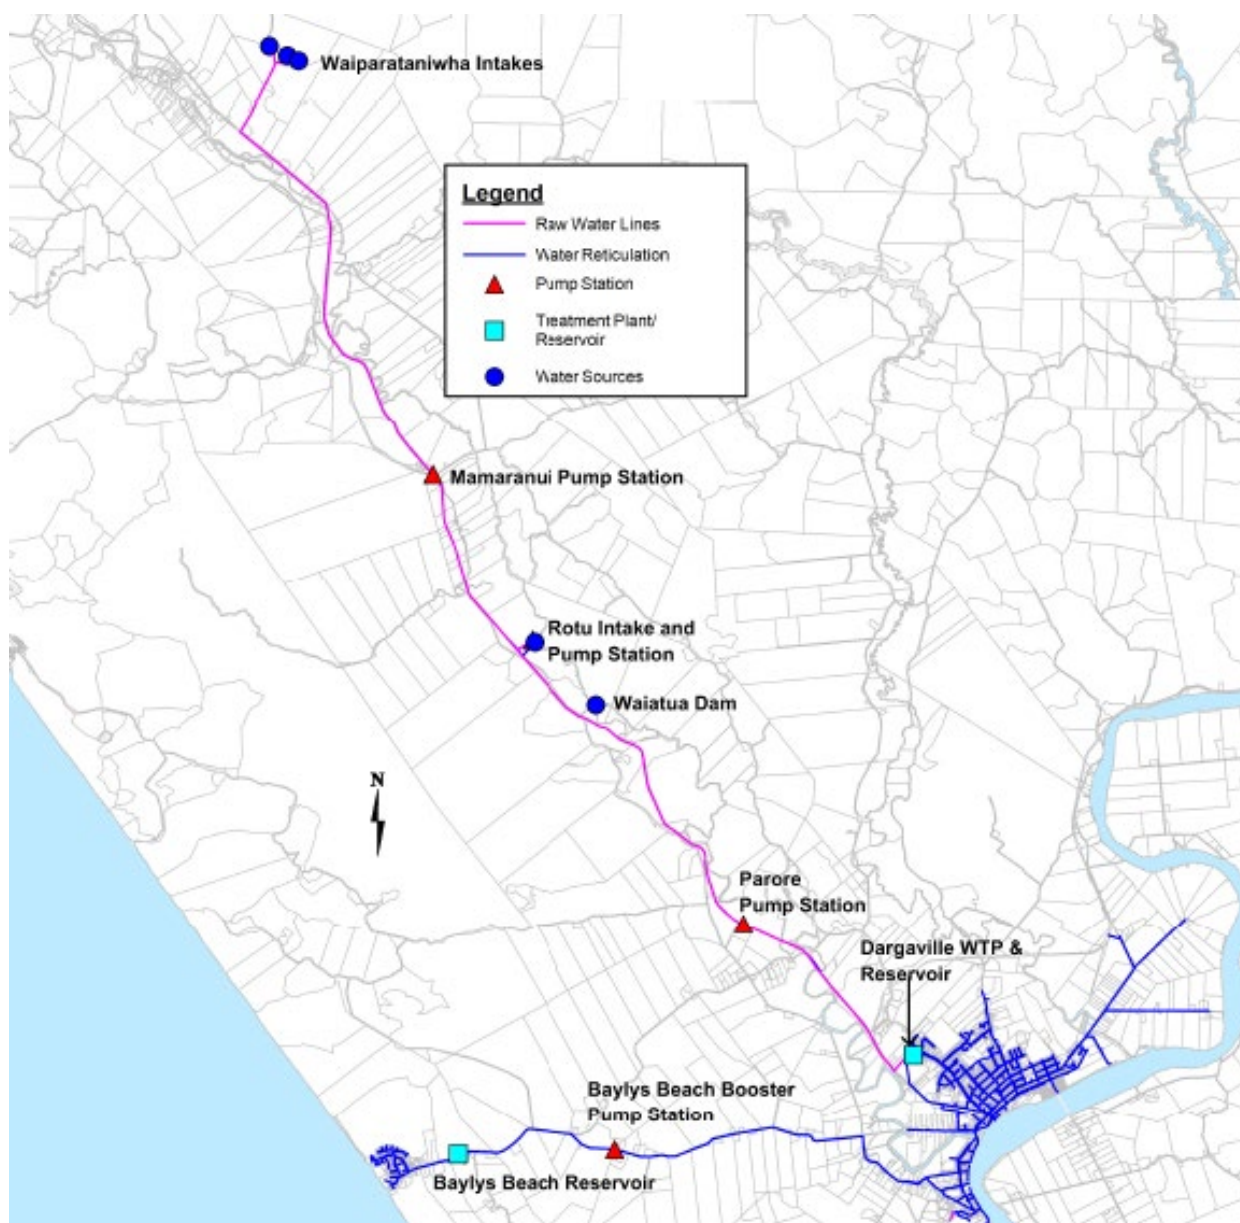 Waiparataniwha Intakes
Legend
Raw Water Lines
Water Reticulation
Pump Station
Treatment Plant/
Reservoir
Water Sources
Mamaranui Pump Station
Rotu Intake and
Pump Station
Waiatua Dam
N
Parore
Pump Station
Dargaville WTP &
Reservoir
Baylys Beach Booster
Pump Station
Baylys Beach Reservoir